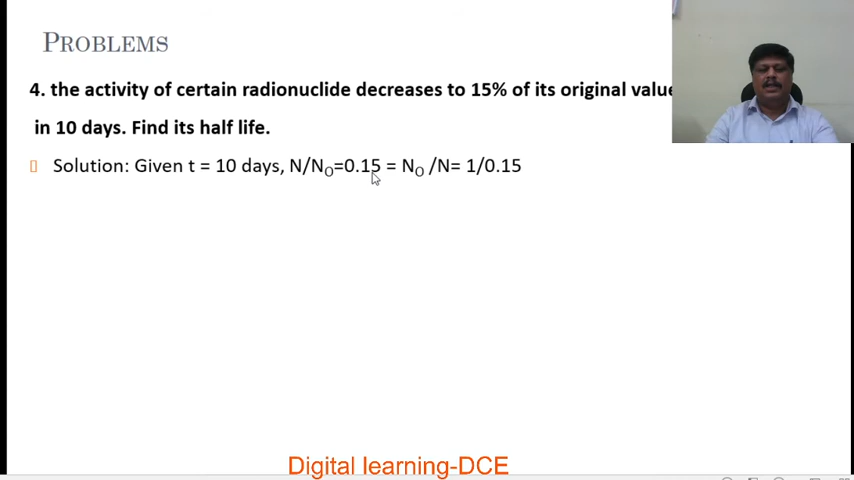 PROBLEMS
4. the activity of certain radionuclide decreases to 15% of its original value
in 10 days. Find its half life.
Solution: Given t = 10 days, N/N₀=0.15 = N₀ /N= 1/0.15
Digital learning-DCE